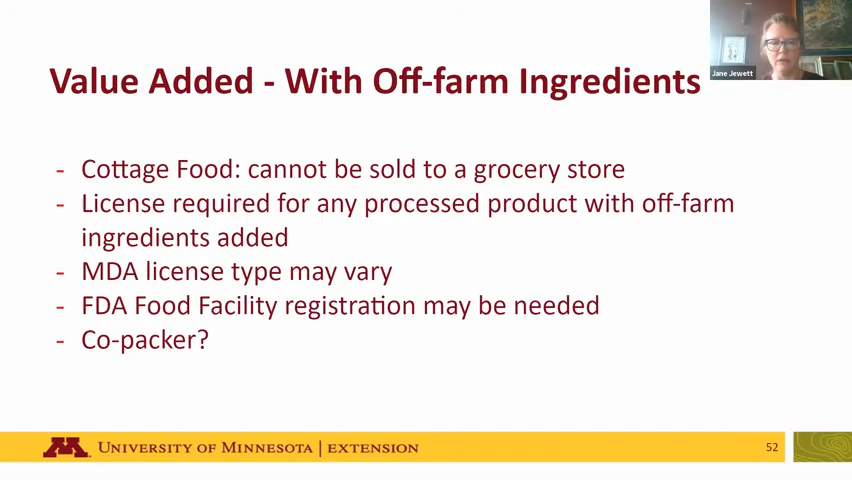 Value Added - With Off-farm Ingredients
Jane Jewett
- Cottage Food: cannot be sold to a grocery store
- License required for any processed product with off-farm
ingredients added
- MDA license type may vary
- FDA Food Facility registration may be needed
- Co-packer?
M UNIVERSITY OF MINNESOTA | EXTENSION
52